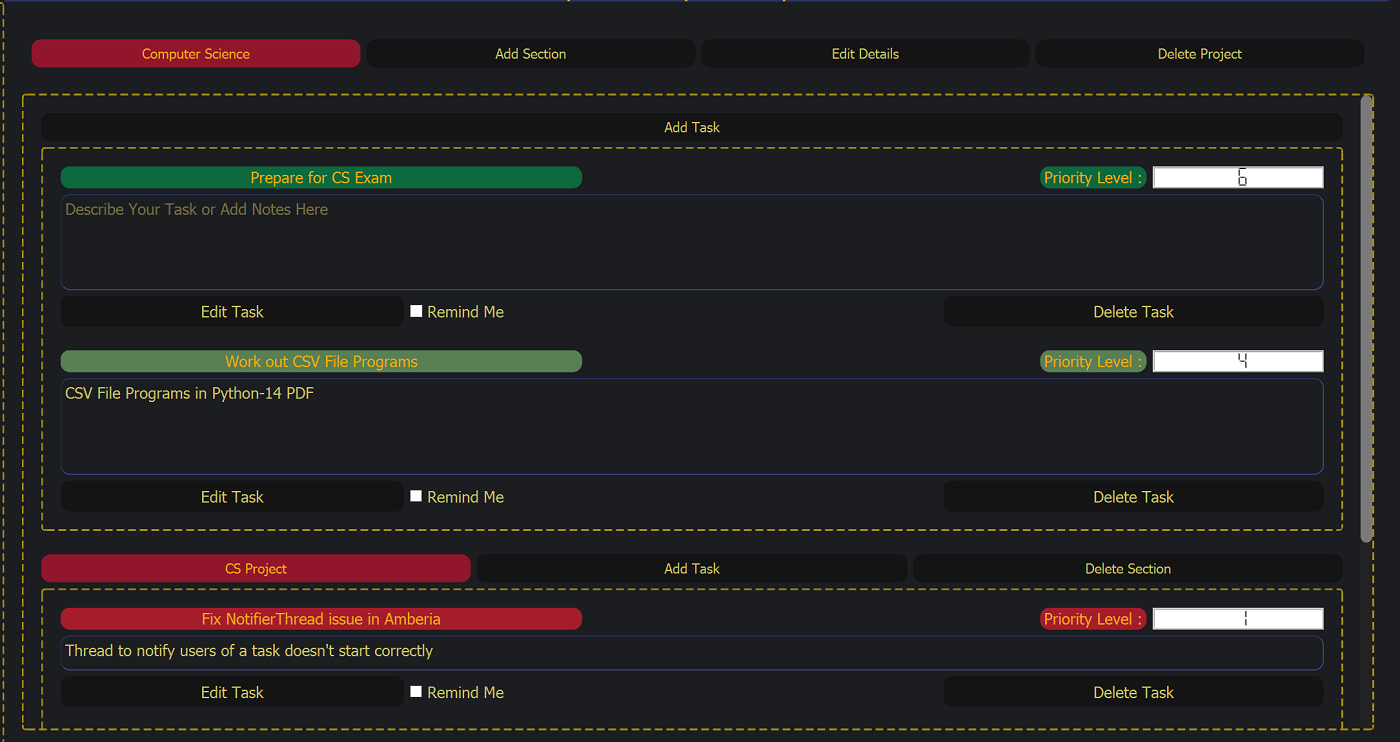 Computer Science Add Section Edit Details Delete Project
Add Task
Prepare for CS Exam Priority Level : 6
Describe Your Task or Add Notes Here
Edit Task Remind Me Delete Task
Work out CSV File Programs Priority Level : 4
CSV File Programs in Python-14 PDF
Edit Task Remind Me Delete Task
CS Project Add Task Delete Section
Fix NotifierThread issue in Amberia Priority Level : 1
Thread to notify users of a task doesn't start correctly
Edit Task Remind Me Delete Task